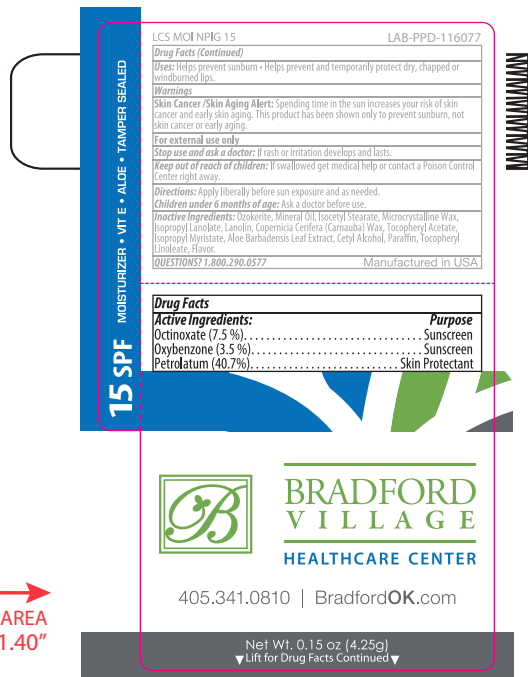 LCS MOI NPIG 15 LAB-PPD-116077
Drug Facts (Continued)
Uses: Helps prevent sunburn • Helps prevent and temporarily protect dry, chapped or
windburned lips.
Warnings
Skin Cancer /Skin Aging Alert: Spending time in the sun increases your risk of skin
cancer and early skin aging. This product has been shown only to prevent sunburn, not
skin cancer or early aging.
For external use only
Stop use and ask a doctor: If rash or irritation develops and lasts.
Keep out of reach of children: If swallowed get medical help or contact a Poison Control
Center right away.
Directions: Apply liberally before sun exposure and as needed.
Children under 6 months of age: Ask a doctor before use.
Inactive Ingredients: Ozokerite, Mineral Oil, Isocetyl Stearate, Microcrystalline Wax,
Isopropyl Lanolate, Lanolin, Copernicia Cerifera (Carnauba) Wax, Tocopheryl Acetate,
Isopropyl Myristate, Aloe Barbadensis Leaf Extract, Cetyl Alcohol, Paraffin, Tocopheryl
Linoleate, Flavor.
QUESTIONS? 1.800.290.0577 Manufactured in USA
15 SPF MOISTURIZER • VIT E • ALOE • TAMPER SEALED
Drug Facts
Active Ingredients: Purpose
Octinoxate (7.5 %)............................Sunscreen
Oxybenzone (3.5 %)............................Sunscreen
Petrolatum (40.7%)........................Skin Protectant
B
BRADFORD
VILLAGE
HEALTHCARE CENTER
405.341.0810 | BradfordOK.com
AREA
1.40"
Net Wt. 0.15 oz (4.25g)
▼Lift for Drug Facts Continued▼